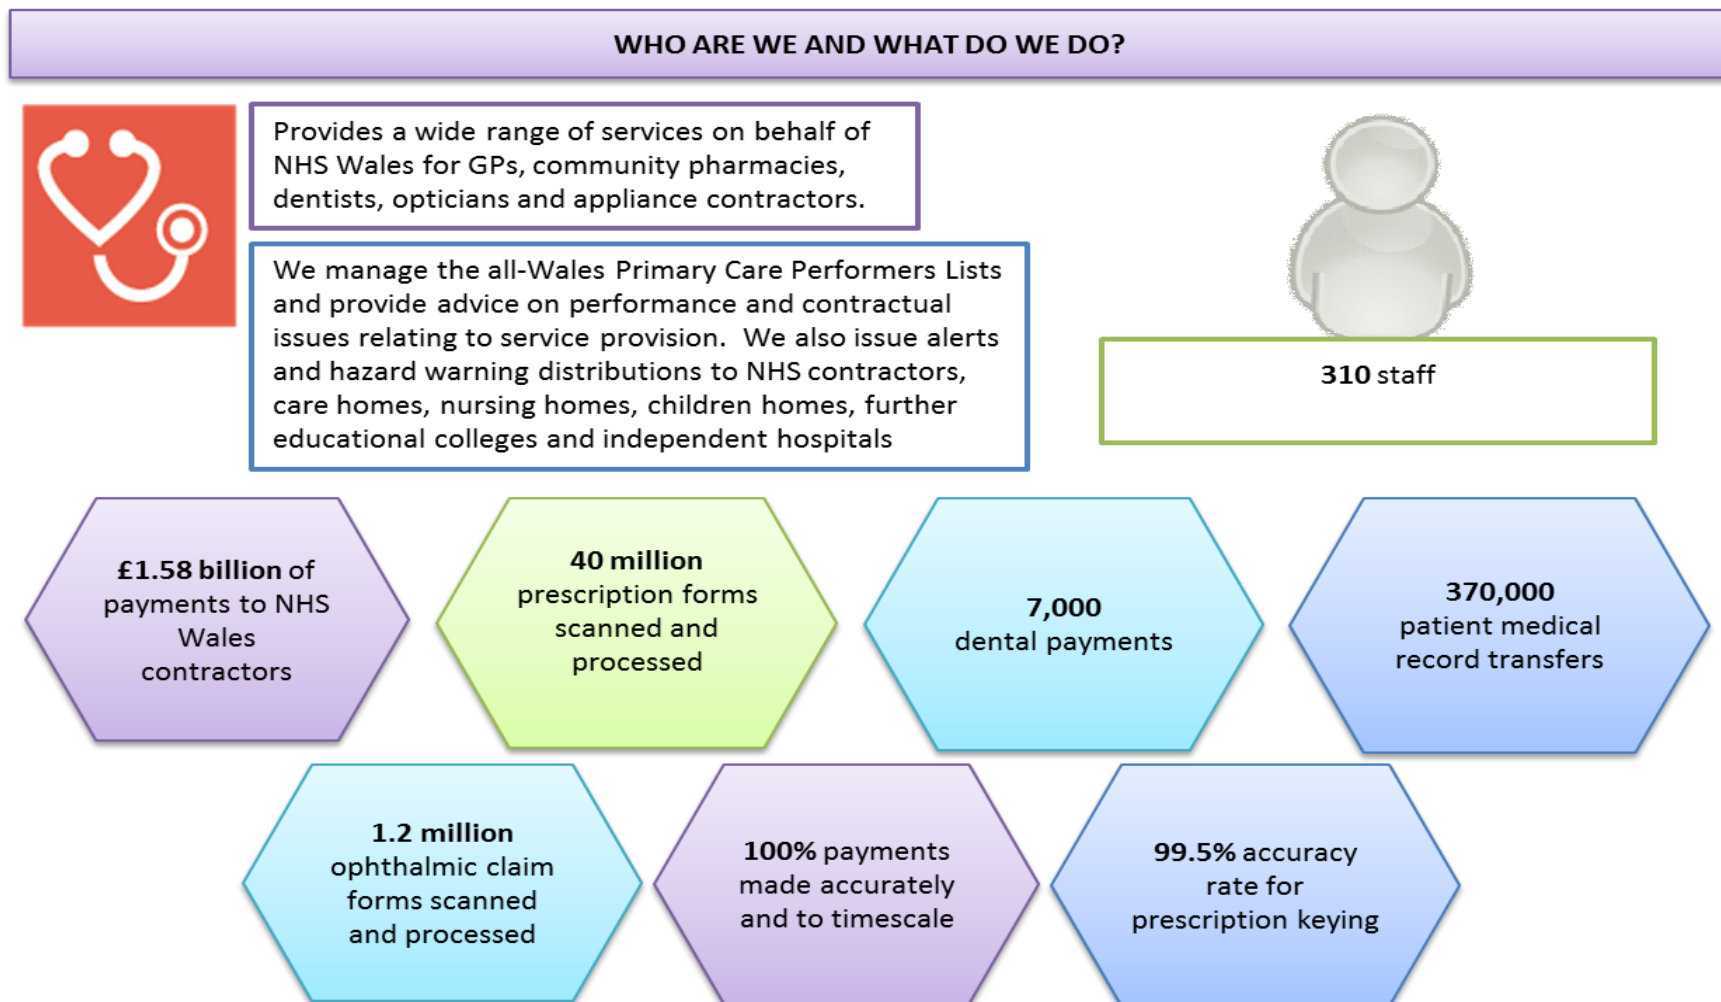 WHO ARE WE AND WHAT DO WE DO?
Provides a wide range of services on behalf of
NHS Wales for GPs, community pharmacies,
dentists, opticians and appliance contractors.
We manage the all-Wales Primary Care Performers Lists
and provide advice on performance and contractual
issues relating to service provision.  We also issue alerts
and hazard warning distributions to NHS contractors,
care homes, nursing homes, children homes, further
educational colleges and independent hospitals
310 staff
£1.58 billion of
payments to NHS
Wales
contractors
40 million
prescription forms
scanned and
processed
7,000
dental payments
370,000
patient medical
record transfers
1.2 million
ophthalmic claim
forms scanned
and processed
100% payments
made accurately
and to timescale
99.5% accuracy
rate for
prescription keying